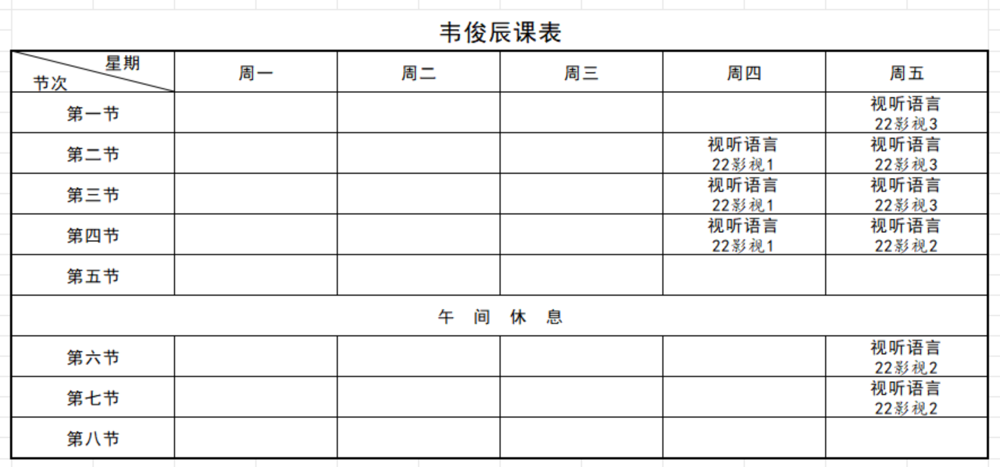 韦俊辰课表
星期
节次
周一
周二
周三
周四
周五
第一节
视听语言
22影视3
第二节
视听语言
22影视1
视听语言
22影视3
第三节
视听语言
22影视1
视听语言
22影视3
第四节
视听语言
22影视1
视听语言
22影视2
第五节
午 间 休 息
第六节
视听语言
22影视2
第七节
视听语言
22影视2
第八节